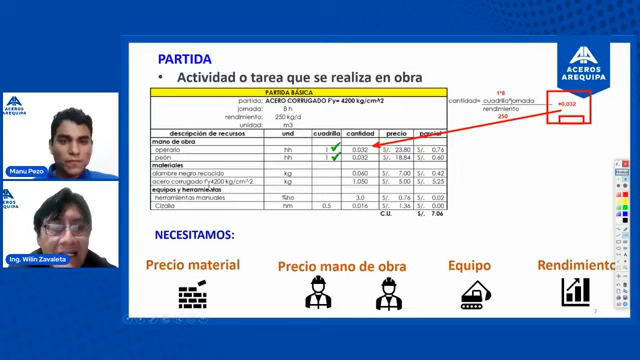 PARTIDA
• Actividad o tarea que se realiza en obra
ACEROS
AREQUIPA
PARTIDA BÁSICA
partida: ACERO CORRUGADO F'y= 4200 kg/cm^2
jornada: 8 h
rendimiento: 250 kg/d
unidad: m3
descripción de recursos und cuadrilla cantidad precio parcial
mano de obra
operario hh 1 0.032 S/. 23.80 S/. 0.76
peón hh 1 0.032 S/. 18.84 S/. 0.60
materiales
alambre negro recocido kg 0.060 S/. 7.00 S/. 0.42
acero corrugado f'y4200 kg/cm^2 kg 1.050 S/. 5.00 S/. 5.25
equipos y herramientas
herramientas manuales %ho 3.0 S/. 0.76 S/. 0.02
Cizalla hm 0.5 0.016 S/. 1.36 S/. 0.00
C.U. S/. 7.06
1*8
cantidad= cuadrilla*jornada
rendimiento
250
=0.032
NECESITAMOS:
Precio material
Precio mano de obra
Equipo
Rendimiento
7
ACEROS
AREQUIPA
Manu Pezo
ACEROS
AREQUIPA
Ing. Wilin Zavaleta